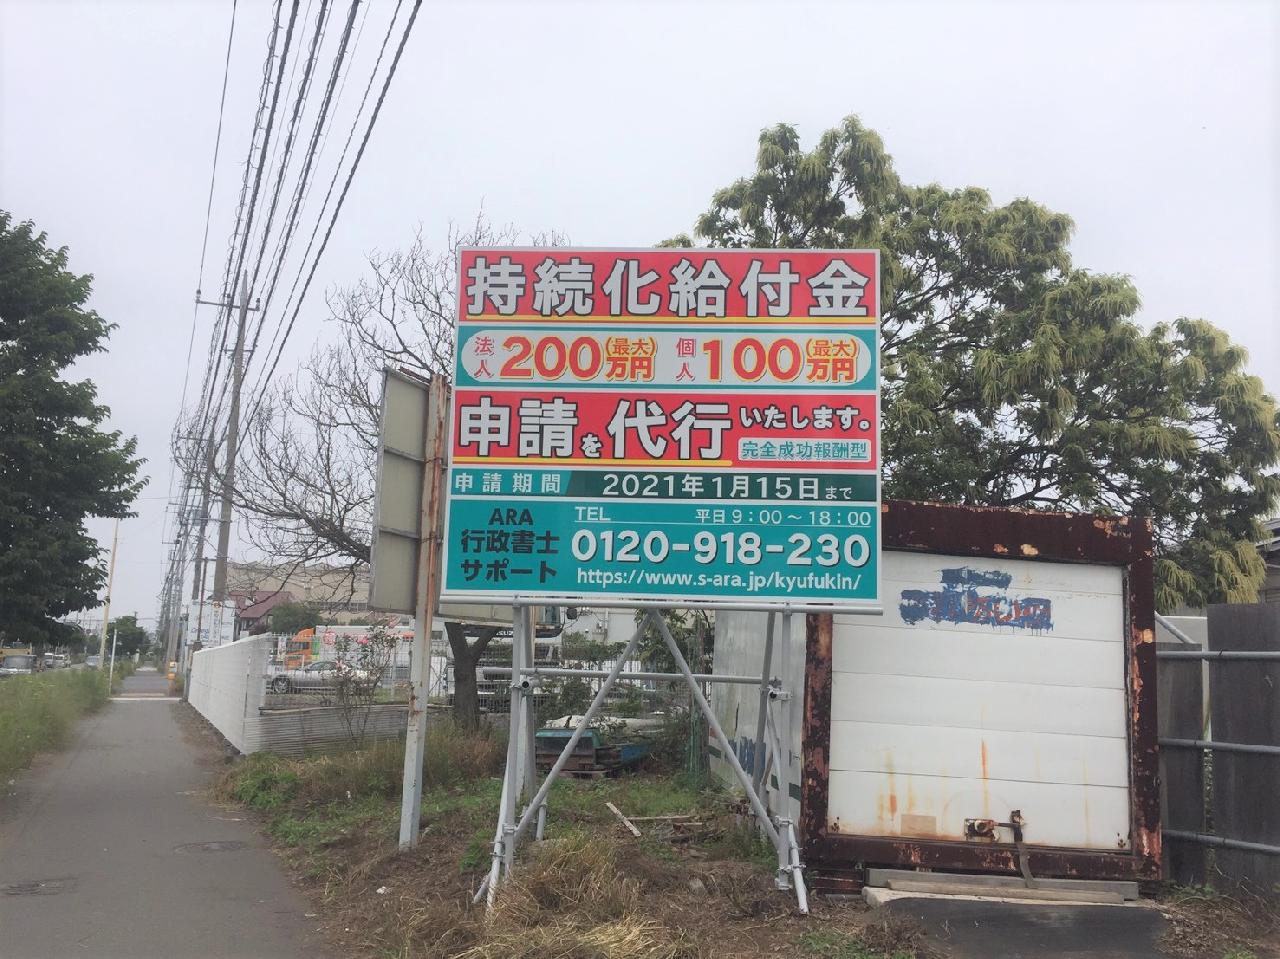 持続化給付金
法人 200万円(最大) 個人 100万円(最大)
申請を代行いたします。
完全成功報酬型
申請期間 2021年1月15日まで
ARA
行政書士
サポート
TEL 平日9:00~18:00
0120-918-230
https://www.s-ara.jp/kyufukin/